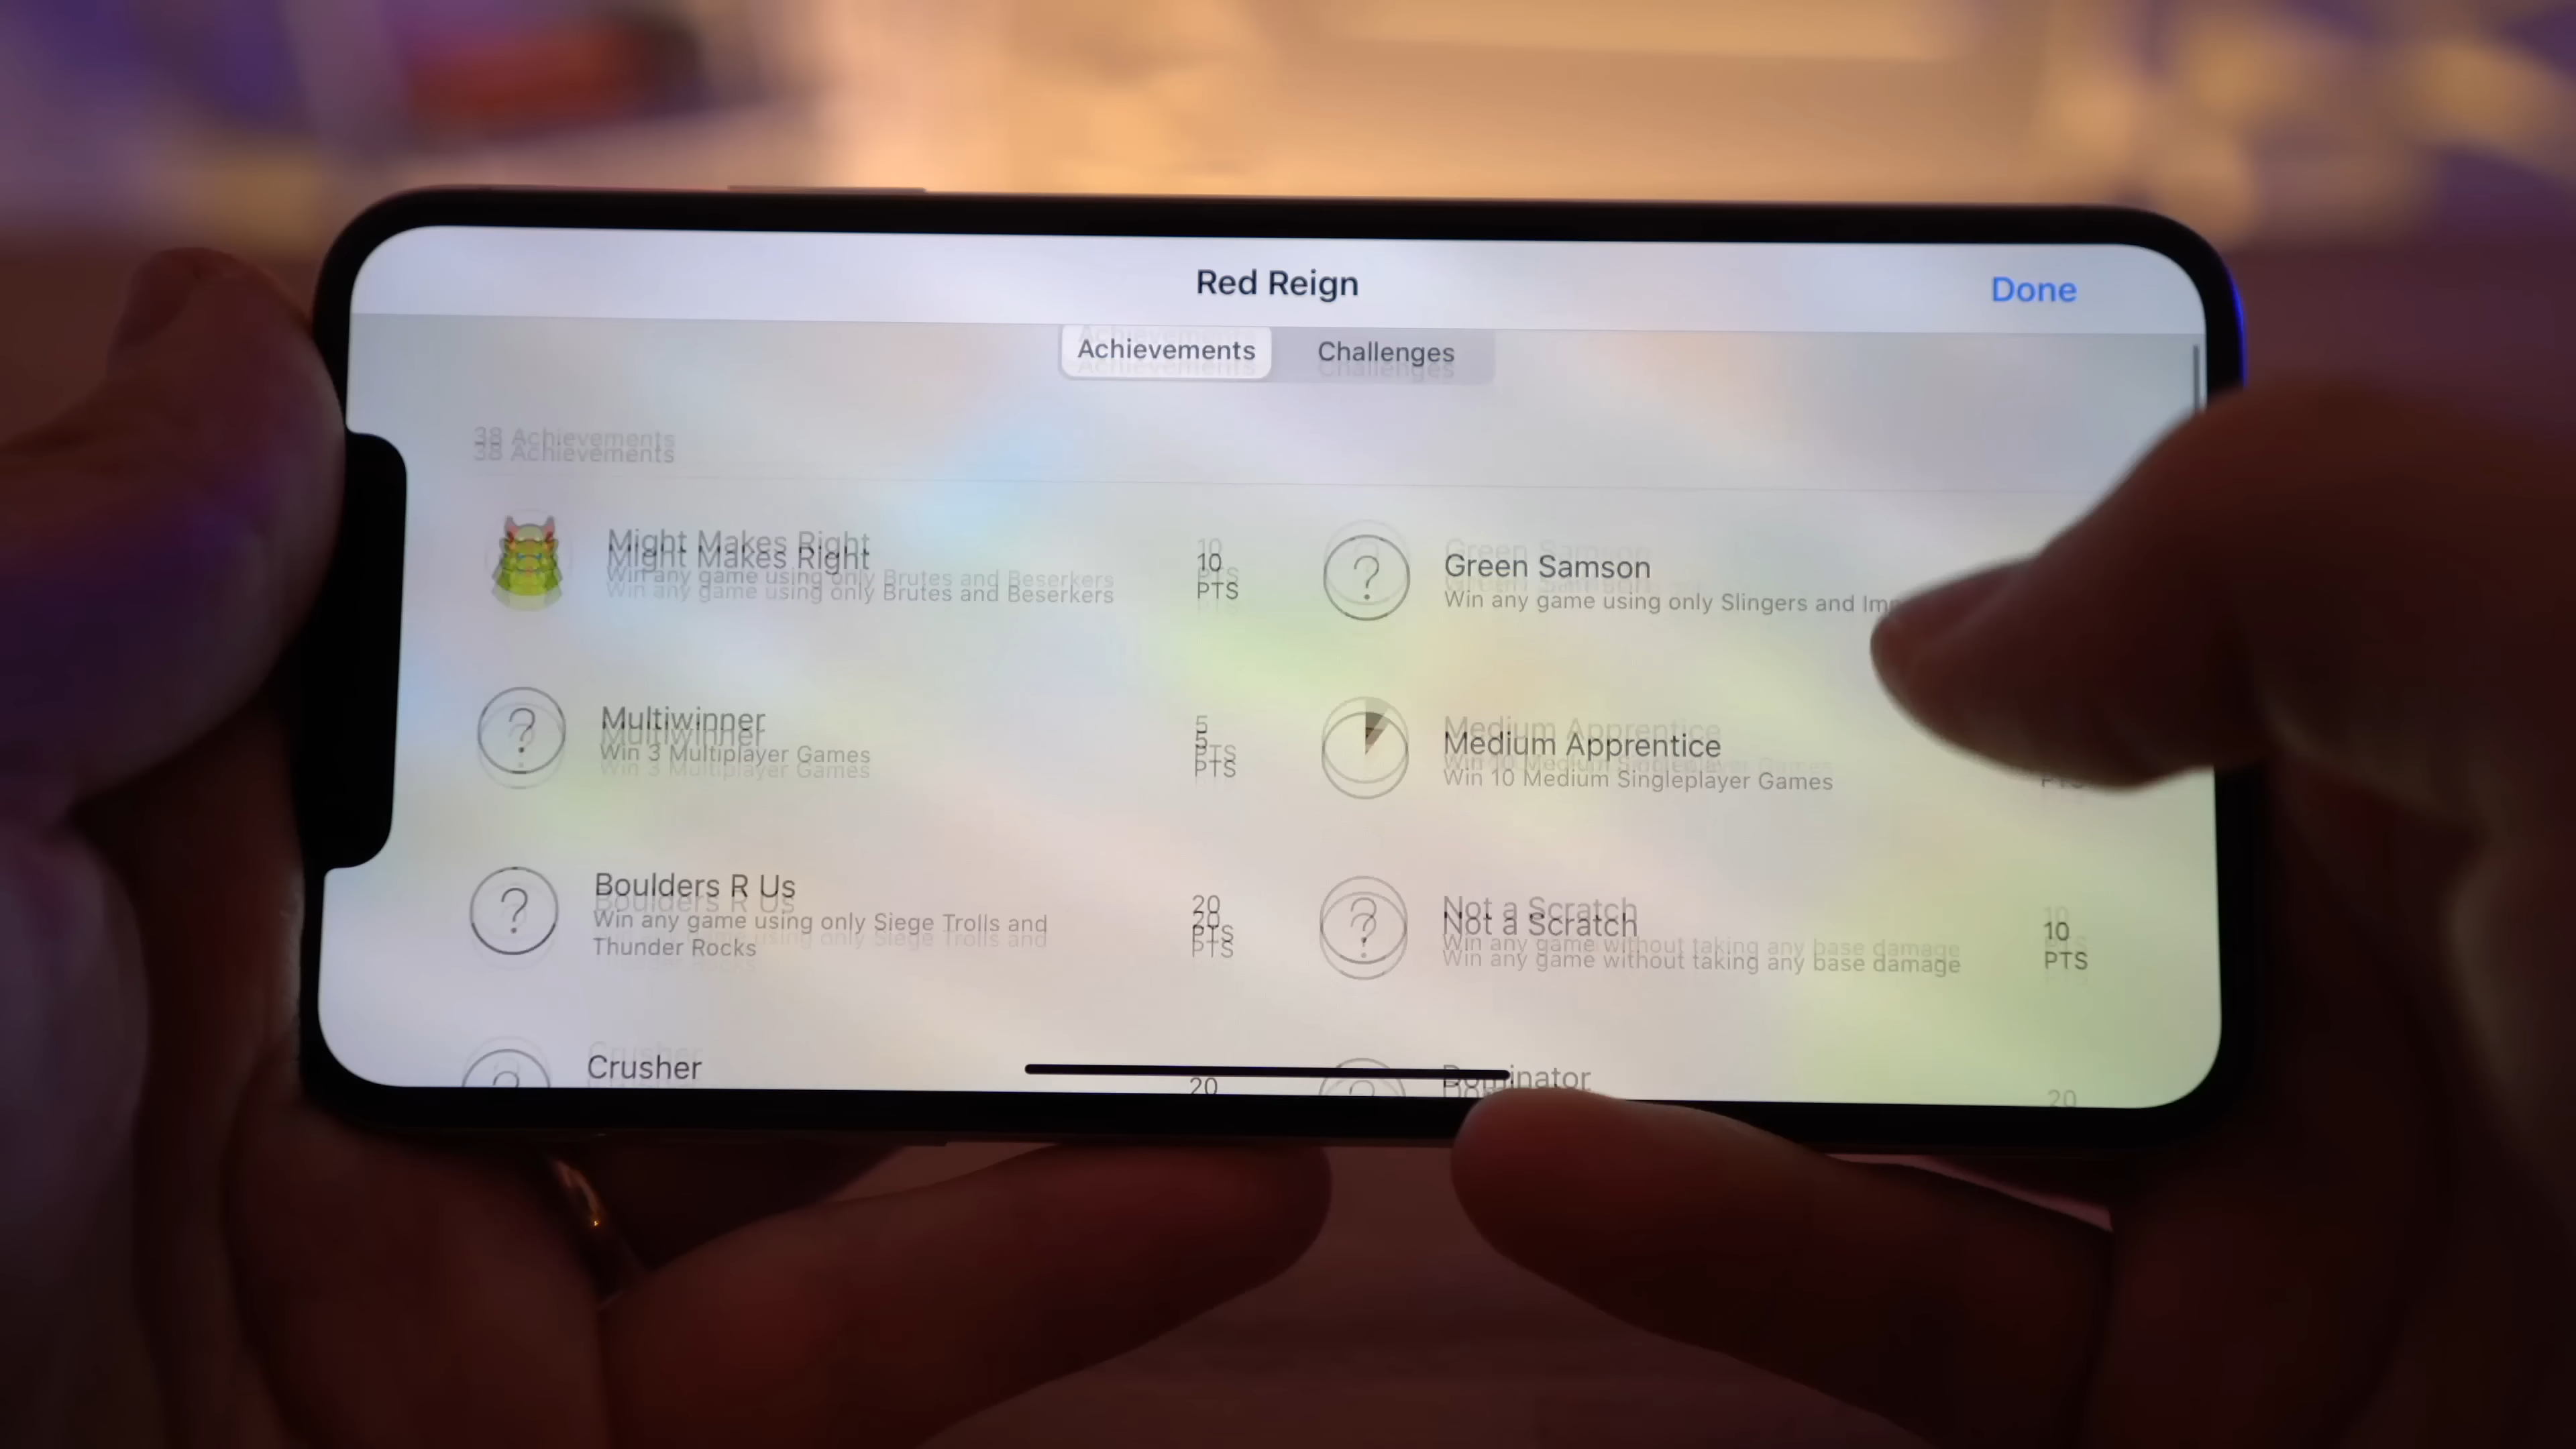 Red Reign
Done
Achievements
Challenges
38 Achievements
Might Makes Right
Win any game using only Brutes and Beserkers
10
PTS
Green Samson
Win any game using only Slingers and
Multiwinner
Win 3 Multiplayer Games
5
PTS
Medium Apprentice
Win 10 Medium Singleplayer Games
PTS
Boulders R Us
Win any game using only Siege Trolls and
Thunder Rocks
20
PTS
Not a Scratch
Win any game without taking any base damage
10
PTS
Crusher
20
Dominator
20